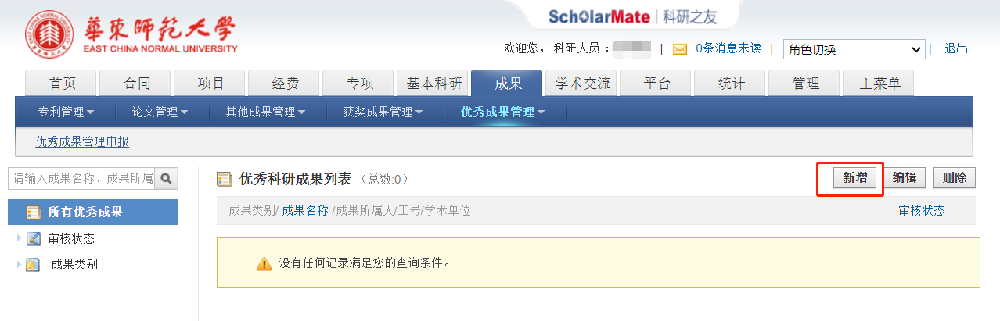 SCHOLARMATE | 科研之友
華東師範大學
EAST CHINA NORMAL UNIVERSITY
欢迎您，科研人员： | 0条消息未读 | 角色切换 | 退出
首页 合同 项目 经费 专项 基本科研 成果 学术交流 平台 统计 管理 主菜单
专利管理 论文管理 其他成果管理 获奖成果管理 优秀成果管理
优秀成果管理申报
请输入成果名称、成果所属
优秀科研成果列表 （总数:0） 新增 编辑 删除
所有优秀成果
成果类别/ 成果名称 /成果所属人/工号/学术单位 审核状态
审核状态
成果类别
没有任何记录满足您的查询条件。